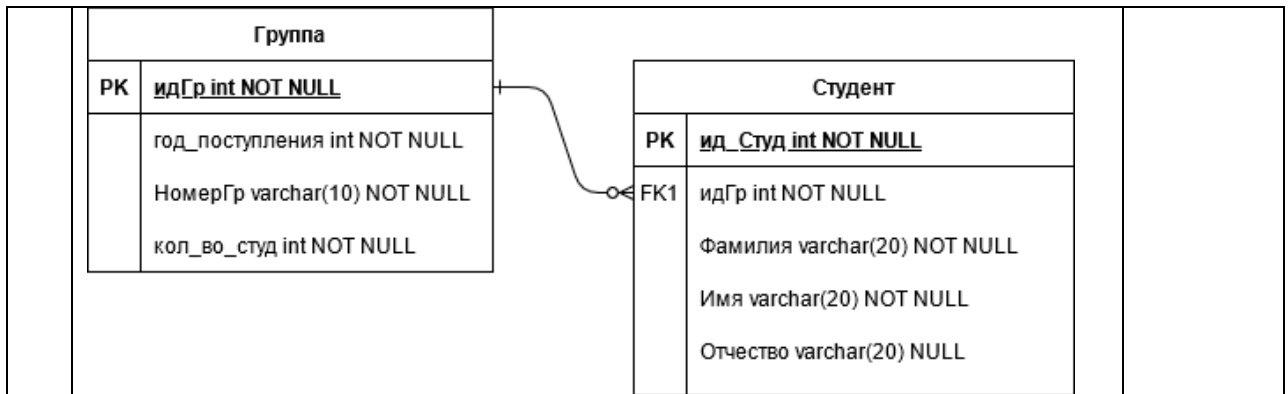 Группа
PK идГр int NOT NULL
год_поступления int NOT NULL
НомерГр varchar(10) NOT NULL
кол_во_студ int NOT NULL
Студент
PK ид_Студ int NOT NULL
FK1 идГр int NOT NULL
Фамилия varchar(20) NOT NULL
Имя varchar(20) NOT NULL
Отчество varchar(20) NULL